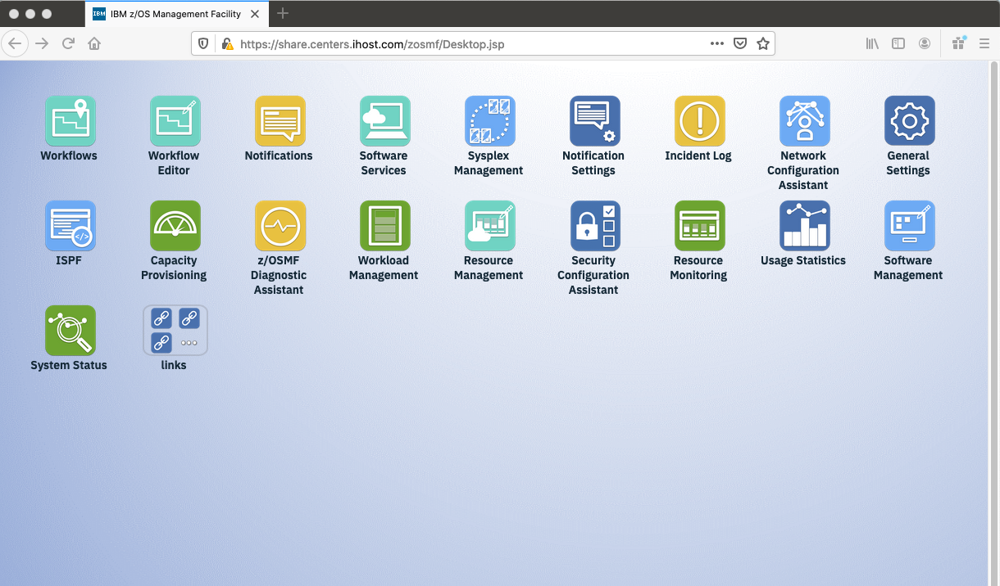 IBM IBM z/OS Management Facility
https://share.centers.ihost.com/zosmf/Desktop.jsp
Workflows
Workflow
Editor
Notifications
Software
Services
Sysplex
Management
Notification
Settings
Incident Log
Network
Configuration
Assistant
General
Settings
ISPF
Capacity
Provisioning
z/OSMF
Diagnostic
Assistant
Workload
Management
Resource
Management
Security
Configuration
Assistant
Resource
Monitoring
Usage Statistics
Software
Management
System Status
links